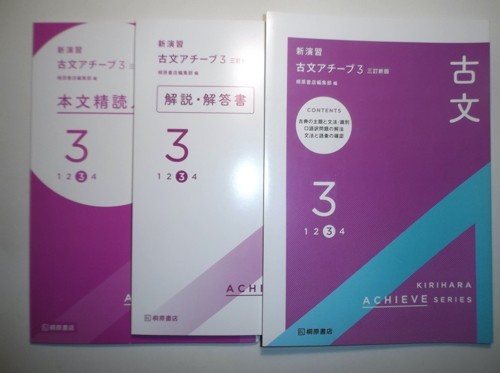 新演習
古文アチーブ3
桐原書店編集部 編
本文精読
3
1 2 3 4
A
桐原書店
新演習
古文アチーブ3
桐原書店編集部 編
解説・解答書
3
1 2 3 4
ACHIE
桐原書店
新演習
古文アチーブ3 三訂新版
桐原書店編集部 編
古文
CONTENTS
古典の主題と文法・識別
口語訳問題の解法
文法と語彙の確認
3
1 2 3 4
KIRIHARA
ACHIEVE SERIES
桐原書店